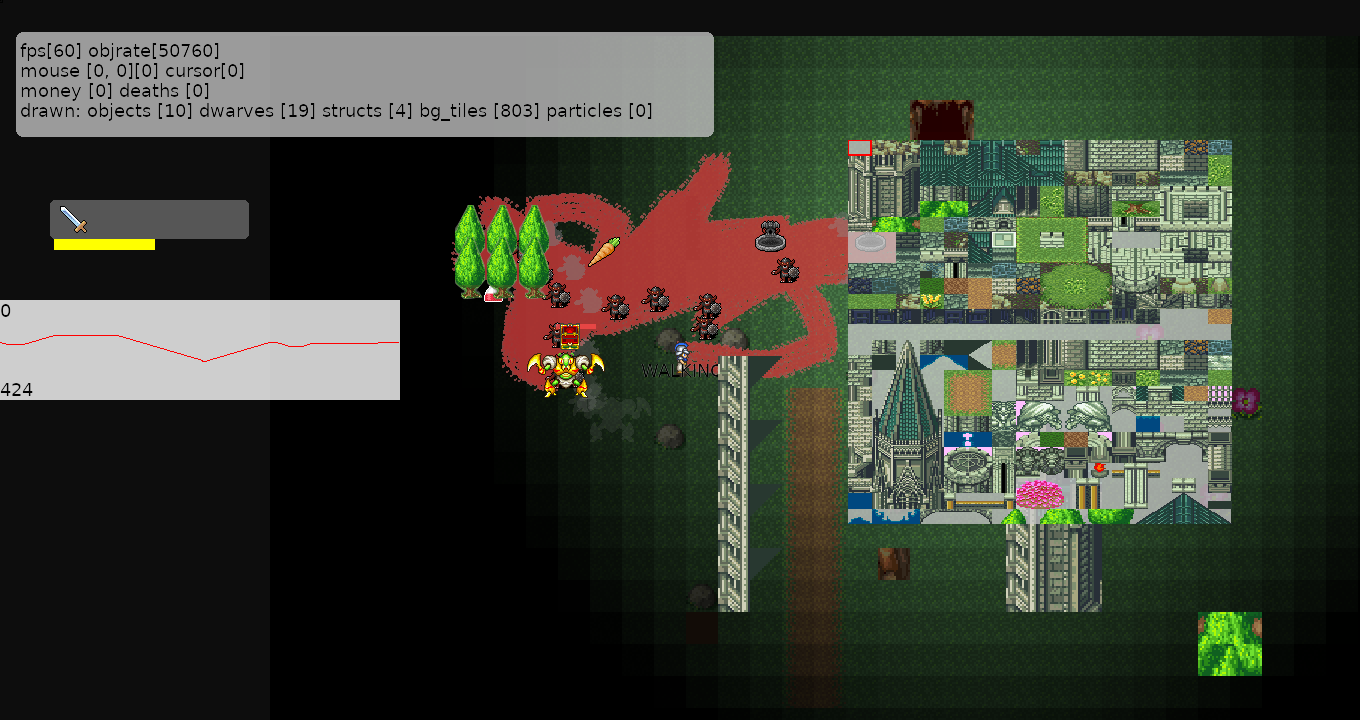 fps[60] objrate[50760]
mouse [0, 0][0] cursor[0]
money [0] deaths [0]
drawn: objects [10] dwarves [19] structs [4] bg_tiles [803] particles [0]
0
WALKING
424